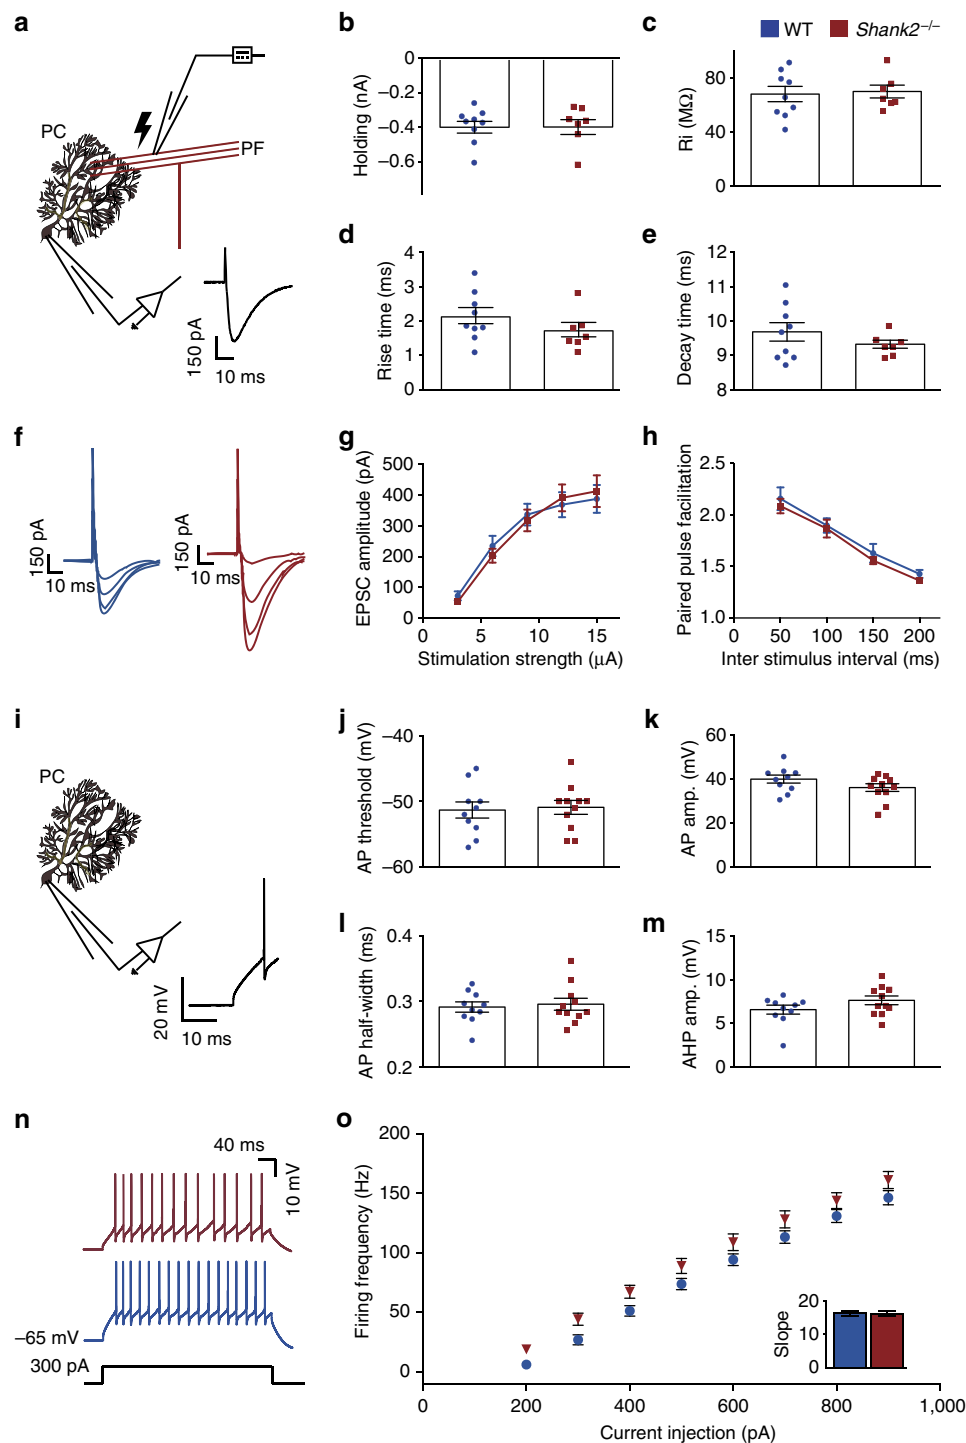 a
PC
PF
150 pA
10 ms
b
Holding (nA)
0
–0.2
–0.4
–0.6
c
WT
Shank2–/–
Ri (MΩ)
80
40
0
d
Rise time (ms)
4
3
2
1
0
e
Decay time (ms)
12
11
10
9
8
f
150 pA
10 ms
150 pA
10 ms
g
EPSC amplitude (pA)
500
400
300
200
100
0
0 5 10 15
Stimulation strength (μA)
h
Paired pulse facilitation
2.5
2.0
1.5
1.0
0 50 100 150 200
Inter stimulus interval (ms)
i
PC
20 mV
10 ms
j
AP threshold (mV)
–40
–50
–60
k
AP amp. (mV)
60
40
20
0
l
AP half-width (ms)
0.4
0.3
0.2
m
AHP amp. (mV)
15
10
5
0
n
40 ms
10 mV
–65 mV
300 pA
o
Firing frequency (Hz)
200
150
100
50
0
0 200 400 600 800 1,000
Current injection (pA)
Slope
20
10
0